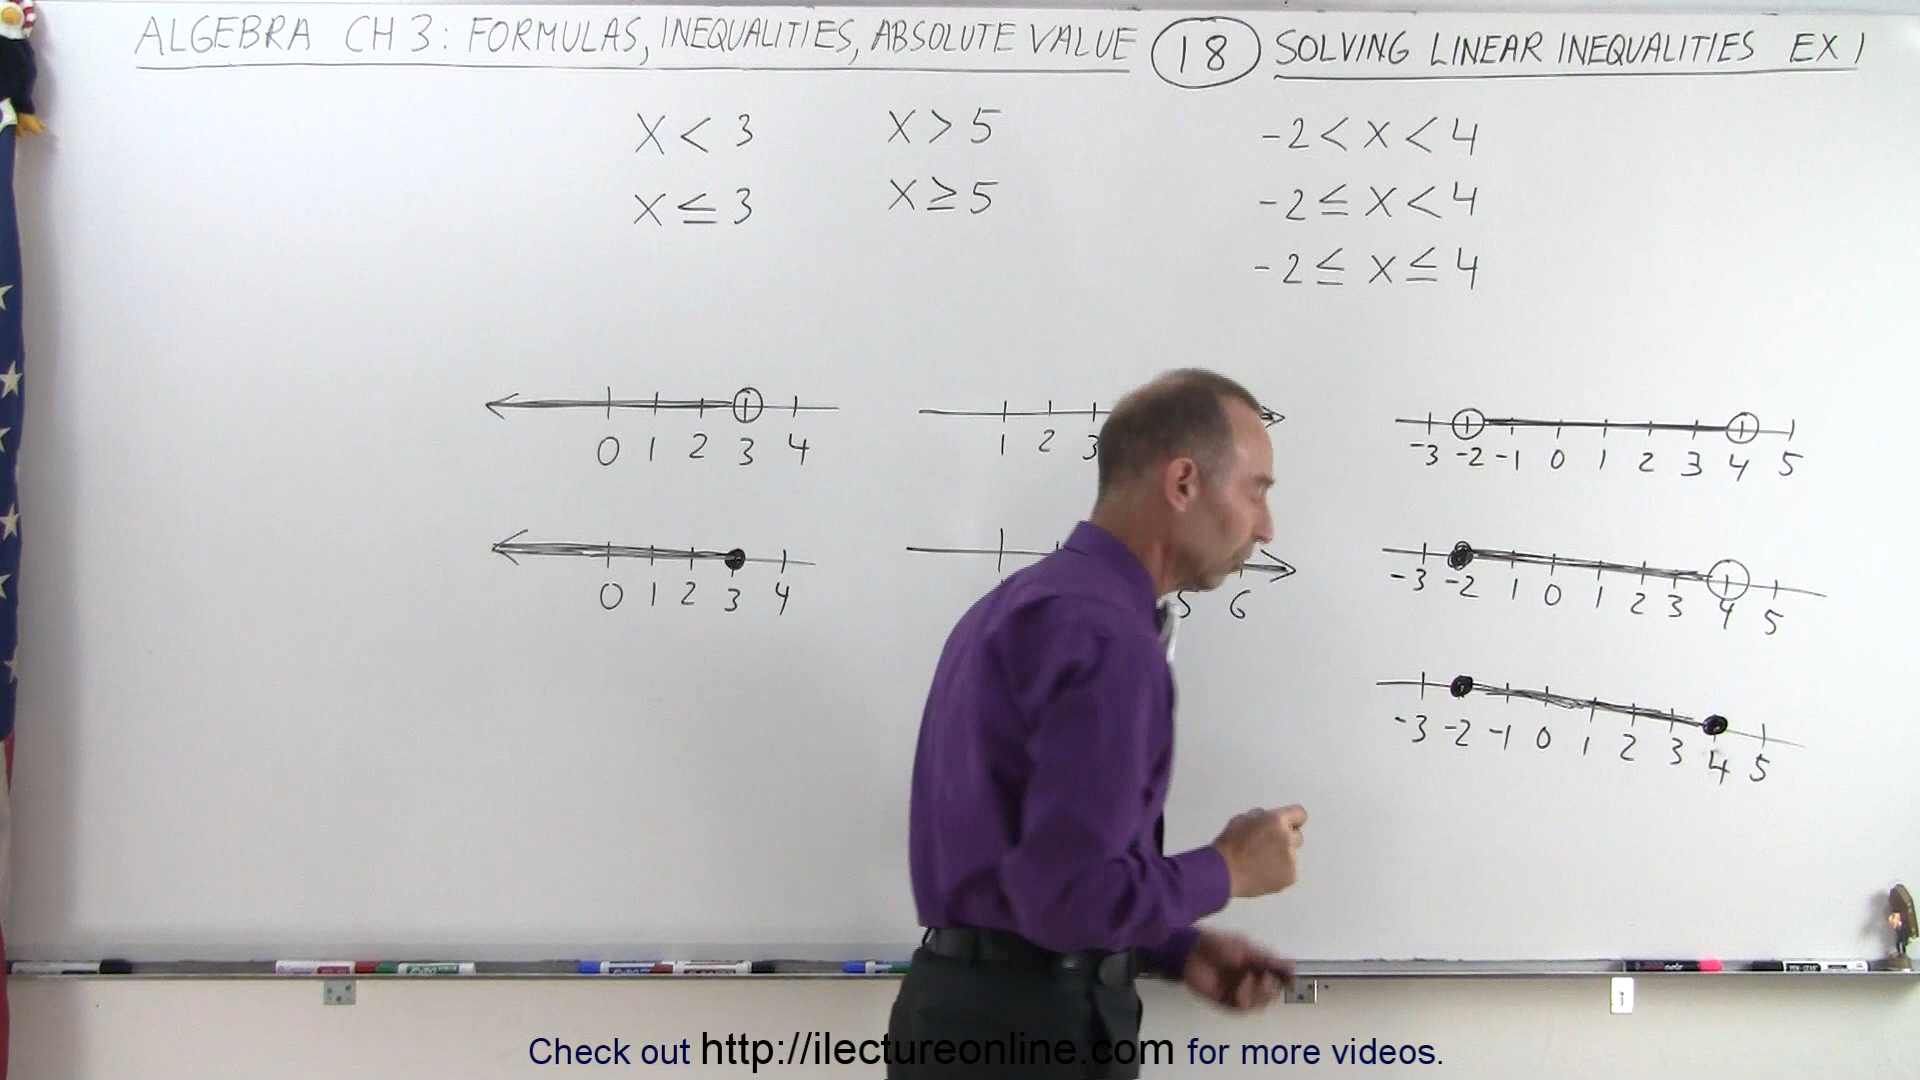 ALGEBRA CH 3: FORMULAS, INEQUALITIES, ABSOLUTE VALUE 18 SOLVING LINEAR INEQUALITIES EX 1
X < 3 X > 5 -2 < X < 4
X ≤ 3 X ≥ 5 -2 ≤ X < 4
-2 ≤ X ≤ 4
0 1 2 3 4
1 2 3
-3 -2 -1 0 1 2 3 4 5
0 1 2 3 4
5 6
-3 -2 1 0 1 2 3 4 5
-3 -2 -1 0 1 2 3 4 5
Check out http://ilectureonline.com for more videos.